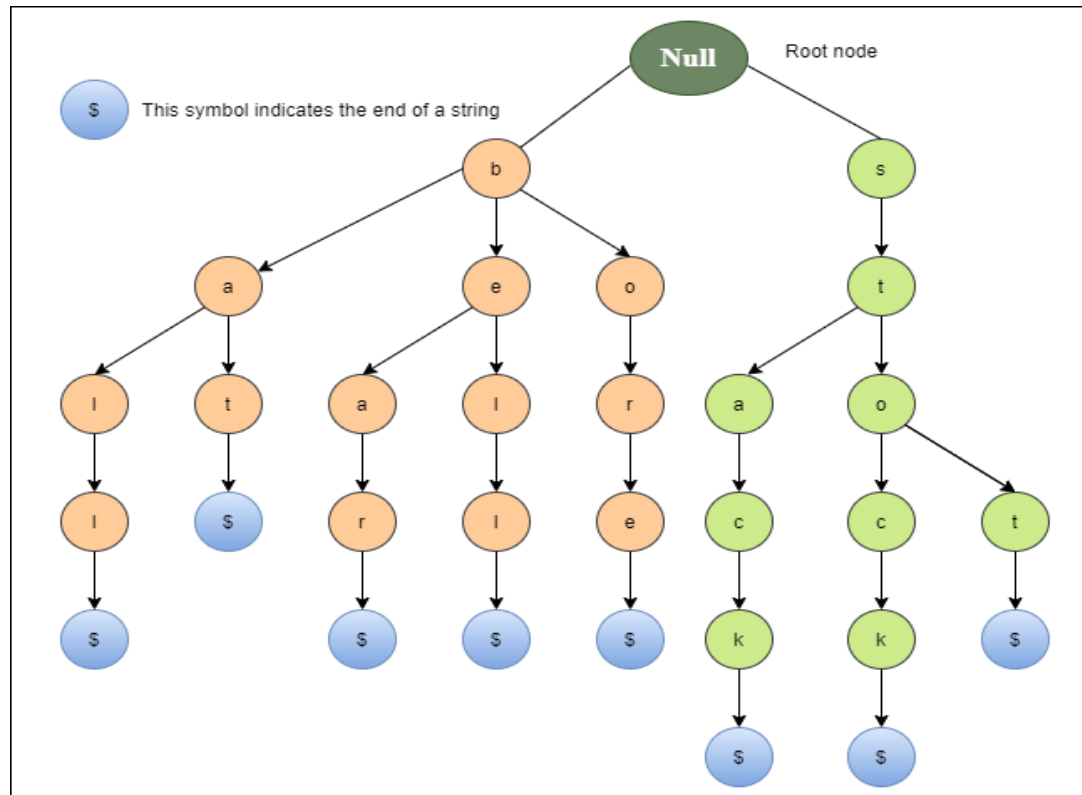 Null
Root node
$
This symbol indicates the end of a string
b
s
a
e
o
t
l
t
a
l
r
a
o
l
$
r
l
e
c
c
t
$
$
$
$
k
k
$
$
$